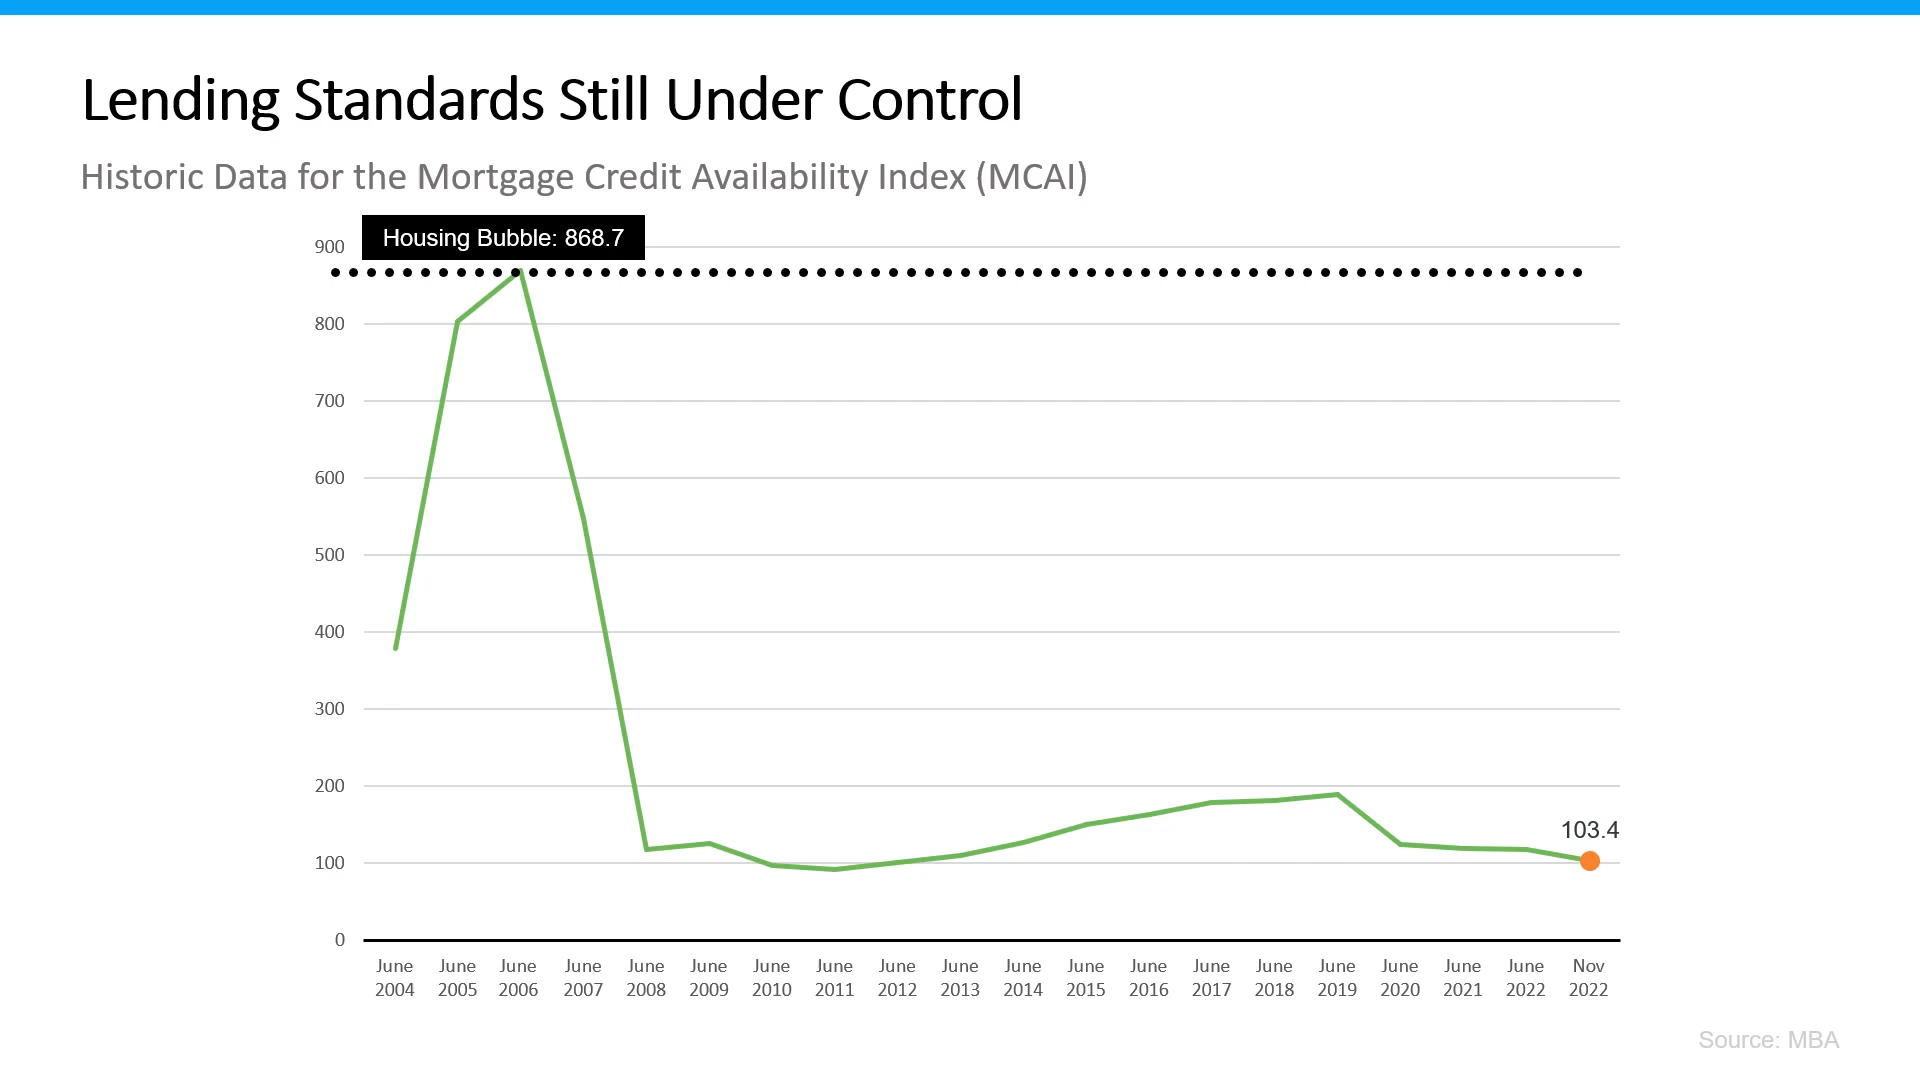 Lending Standards Still Under Control
Historic Data for the Mortgage Credit Availability Index (MCAI)
Housing Bubble: 868.7
900
800
700
600
500
400
300
200
100
0
103.4
June 2004
June 2005
June 2006
June 2007
June 2008
June 2009
June 2010
June 2011
June 2012
June 2013
June 2014
June 2015
June 2016
June 2017
June 2018
June 2019
June 2020
June 2021
June 2022
Nov 2022
Source: MBA